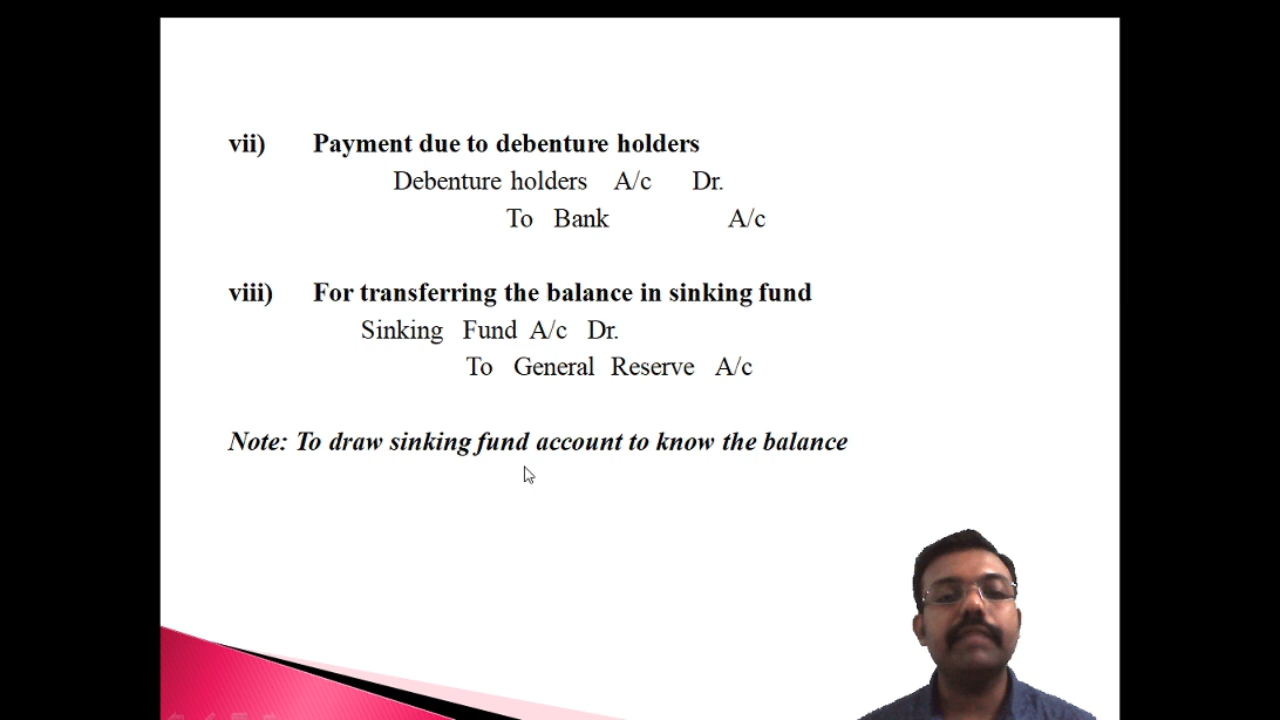 vii) Payment due to debenture holders
Debenture holders A/c Dr.
To Bank A/c
viii) For transferring the balance in sinking fund
Sinking Fund A/c Dr.
To General Reserve A/c
Note: To draw sinking fund account to know the balance